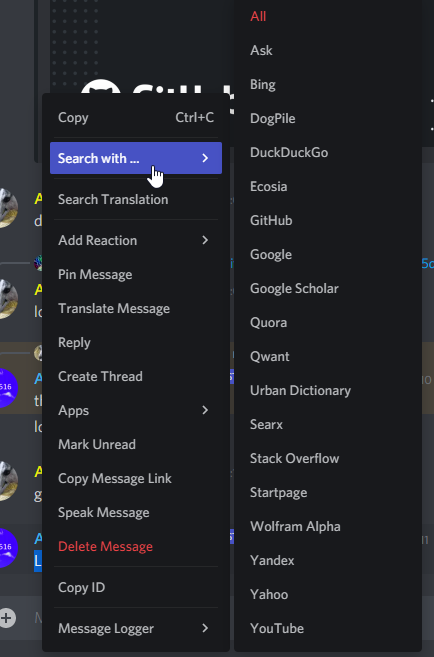 GitHub
Copy Ctrl+C
Search with ...
Search Translation
Add Reaction
Pin Message
Translate Message
Reply
Create Thread
Apps
Mark Unread
Copy Message Link
Speak Message
Delete Message
Copy ID
Message Logger
All
Ask
Bing
DogPile
DuckDuckGo
Ecosia
GitHub
Google
Google Scholar
Quora
Qwant
Urban Dictionary
Searx
Stack Overflow
Startpage
Wolfram Alpha
Yandex
Yahoo
YouTube